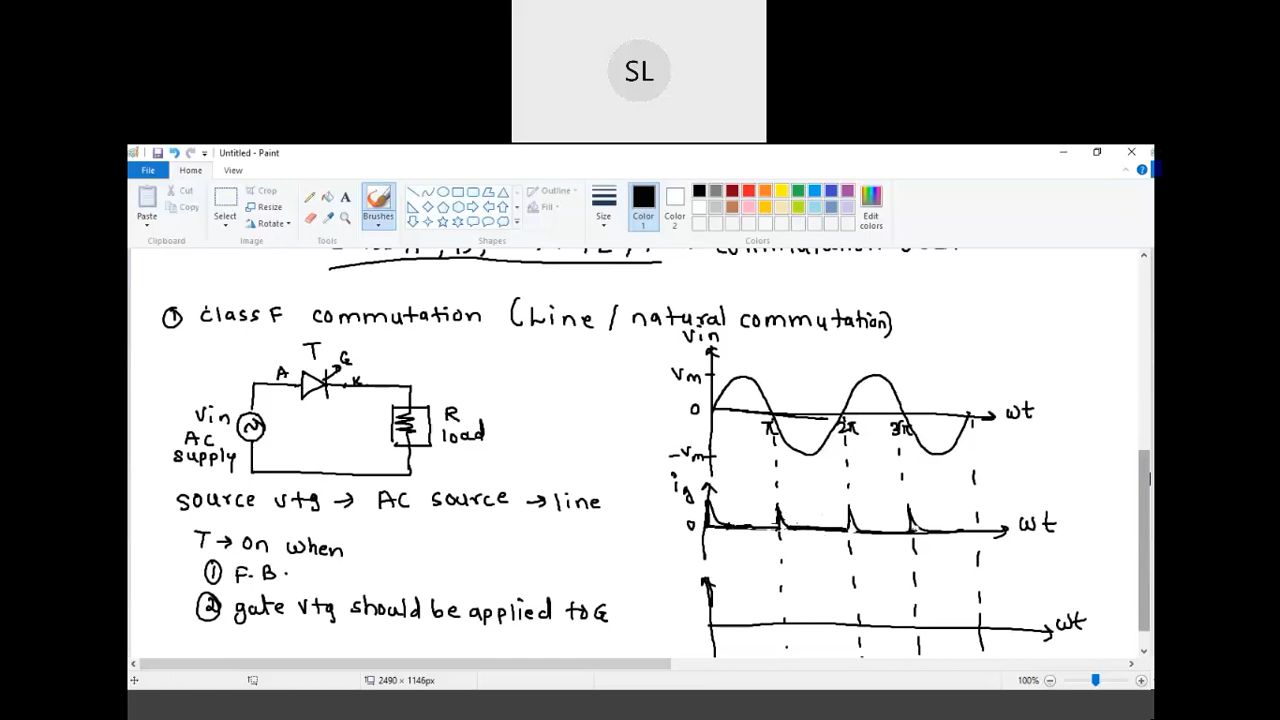 SL
Untitled - Paint
File Home View
Paste
Cut
Copy
Clipboard
Select
Crop
Resize
Rotate
Image
Tools
Brushes
Shapes
Outline
Fill
Size
Color 1
Color 2
Edit colors
Colors
① Class F commutation (Line / natural commutation)
T
A
G
K
Vin
AC
supply
R
load
source vtg → AC source → line
T → on when
① F.B.
② gate vtg should be applied to G
Vin
Vm
0
-Vm
π 2π 3π
ωt
ig
0
ωt
ωt
2490 × 1146px
100%